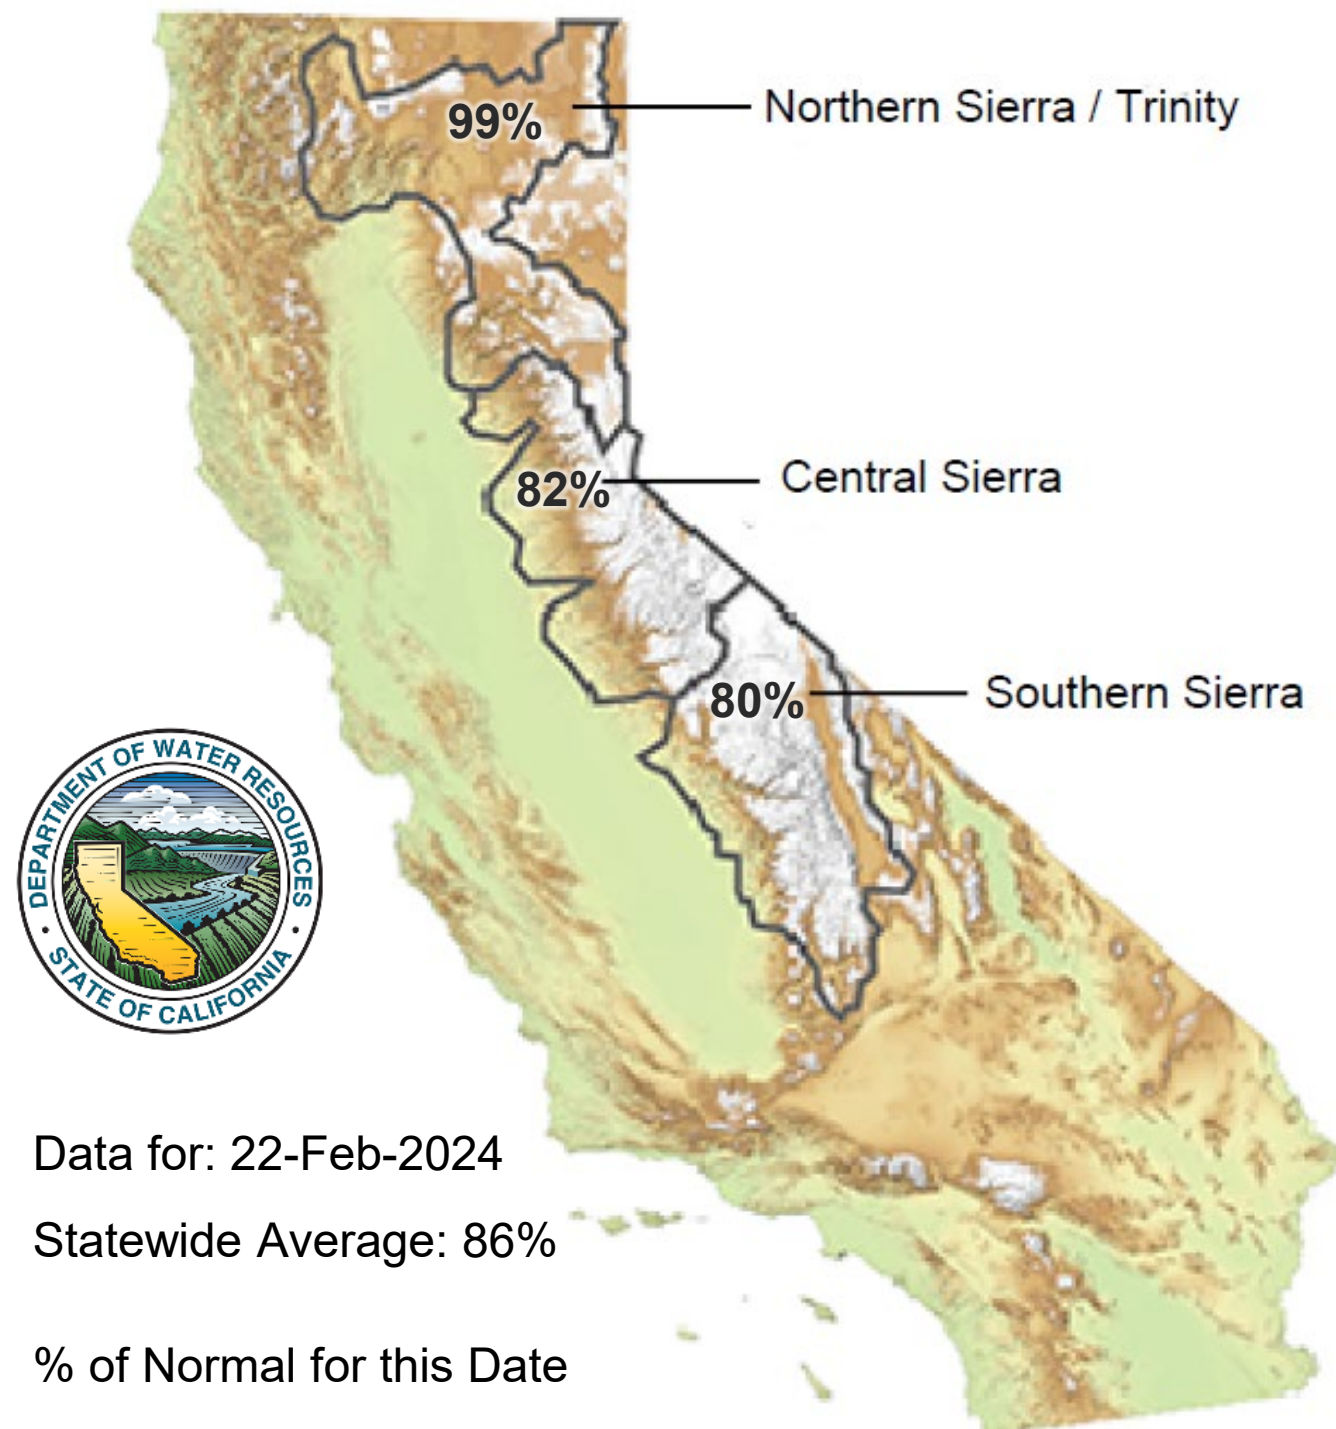 99%
Northern Sierra / Trinity
82%
Central Sierra
80%
Southern Sierra
DEPARTMENT OF WATER RESOURCES
• STATE OF CALIFORNIA •
Data for: 22-Feb-2024
Statewide Average: 86%
% of Normal for this Date